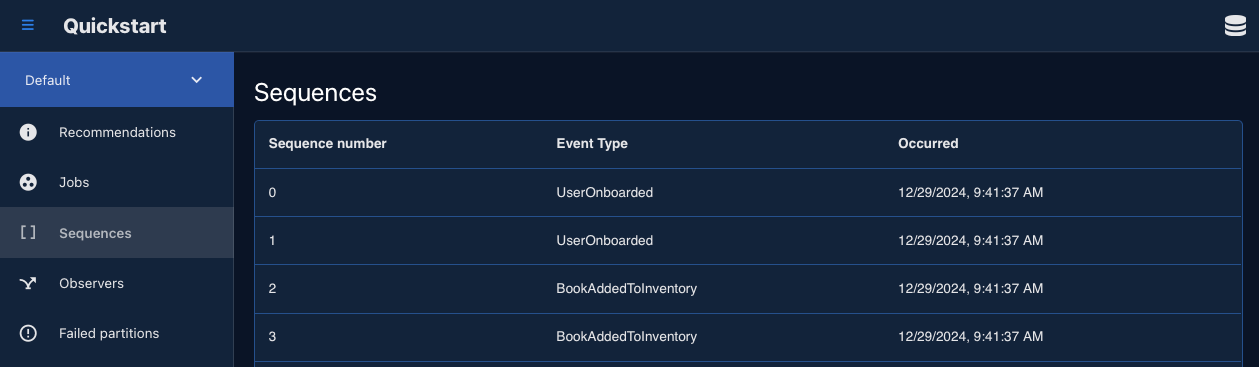 Quickstart
Default
Recommendations
Jobs
Sequences
Observers
Failed partitions
Sequences
Sequence number Event Type Occurred
0 UserOnboarded 12/29/2024, 9:41:37 AM
1 UserOnboarded 12/29/2024, 9:41:37 AM
2 BookAddedToInventory 12/29/2024, 9:41:37 AM
3 BookAddedToInventory 12/29/2024, 9:41:37 AM